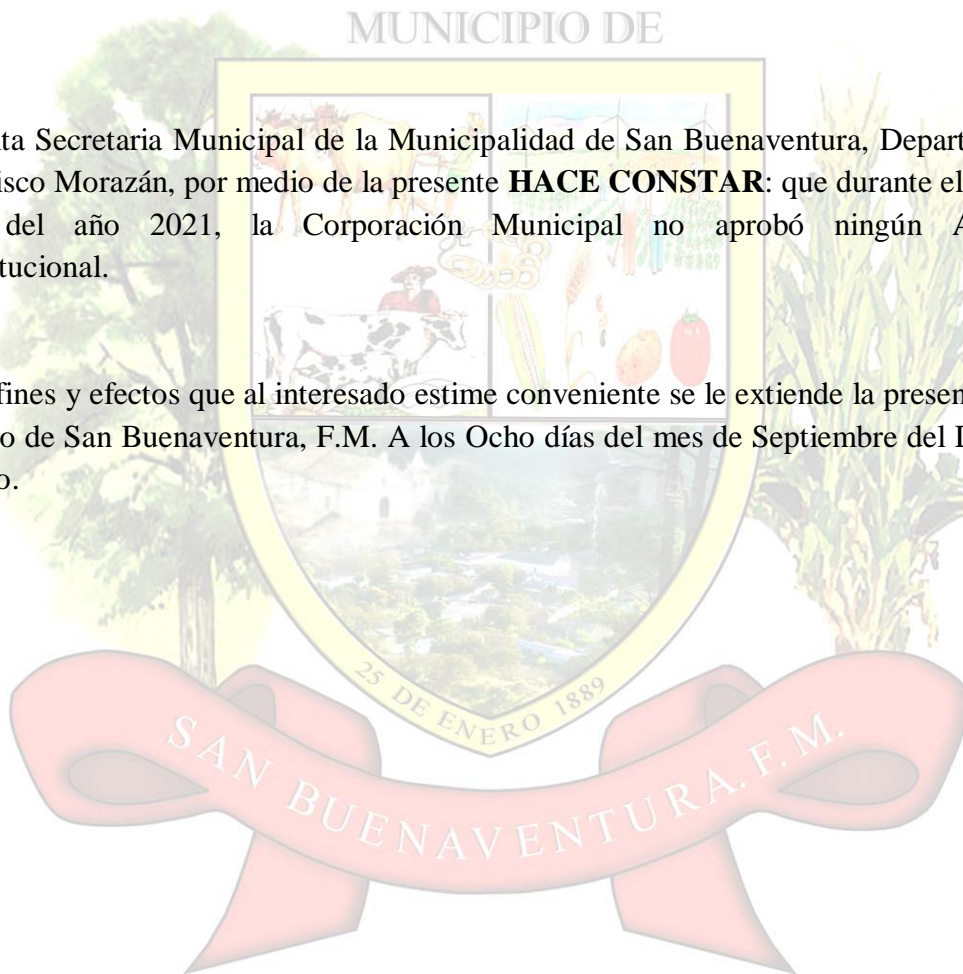 MUNICIPIO DE
ta Secretaria Municipal de la Municipalidad de San Buenaventura, Depart
isco Morazán, por medio de la presente HACE CONSTAR: que durante el
del año 2021, la Corporación Municipal no aprobó ningún A
tucional.
fines y efectos que al interesado estime conveniente se le extiende la presen
o de San Buenaventura, F.M. A los Ocho días del mes de Septiembre del
o.
25 DE ENERO 1889
SAN BUENAVENTURA. F. M.